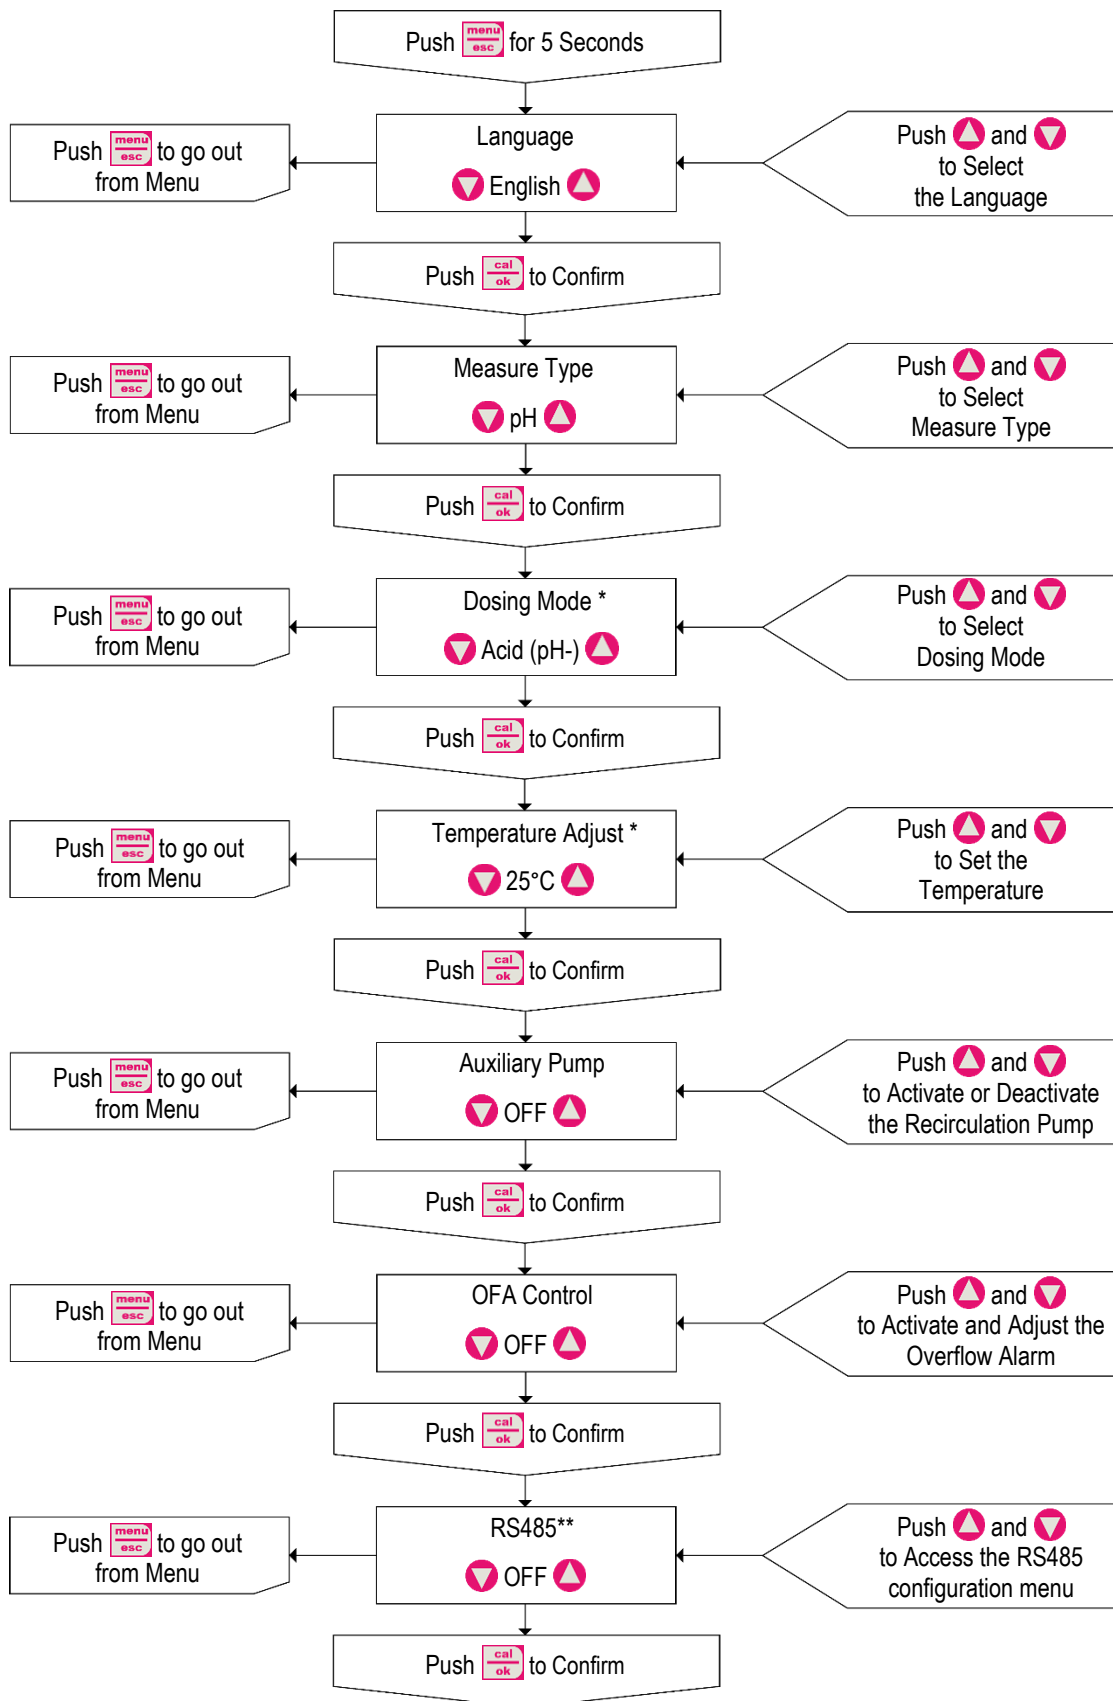 Push menu esc for 5 Seconds
Language
English
Push menu esc to go out
from Menu
Push and
to Select
the Language
Push cal ok to Confirm
Measure Type
pH
Push menu esc to go out
from Menu
Push and
to Select
Measure Type
Push cal ok to Confirm
Dosing Mode *
Acid (pH-)
Push menu esc to go out
from Menu
Push and
to Select
Dosing Mode
Push cal ok to Confirm
Temperature Adjust *
25°C
Push menu esc to go out
from Menu
Push and
to Set the
Temperature
Push cal ok to Confirm
Auxiliary Pump
OFF
Push menu esc to go out
from Menu
Push and
to Activate or Deactivate
the Recirculation Pump
Push cal ok to Confirm
OFA Control
OFF
Push menu esc to go out
from Menu
Push and
to Activate and Adjust the
Overflow Alarm
Push cal ok to Confirm
RS485**
OFF
Push menu esc to go out
from Menu
Push and
to Access the RS485
configuration menu
Push cal ok to Confirm